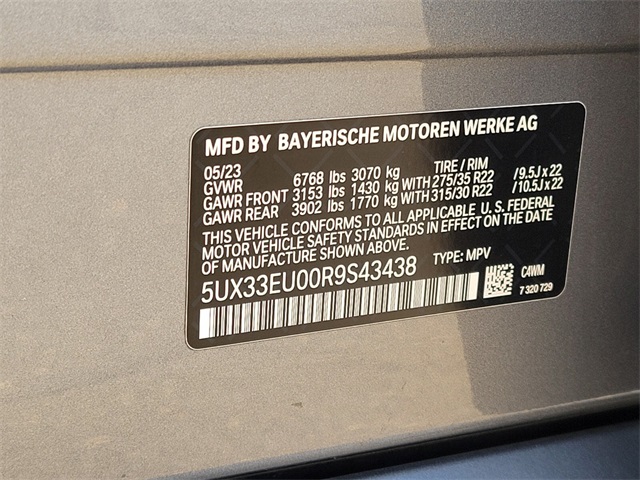 MFD BY BAYERISCHE MOTOREN WERKE AG
05/23 TIRE / RIM
GVWR 6768 lbs 3070 kg
GAWR FRONT 3153 lbs 1430 kg WITH 275/35 R22 /9.5J x 22
GAWR REAR 3902 lbs 1770 kg WITH 315/30 R22 /10.5J x 22
THIS VEHICLE CONFORMS TO ALL APPLICABLE U. S. FEDERAL
MOTOR VEHICLE SAFETY STANDARDS IN EFFECT ON THE DATE
OF MANUFACTURE SHOWN ABOVE.
5UX33EU00R9S43438 TYPE: MPV
C4WM
7 320 729